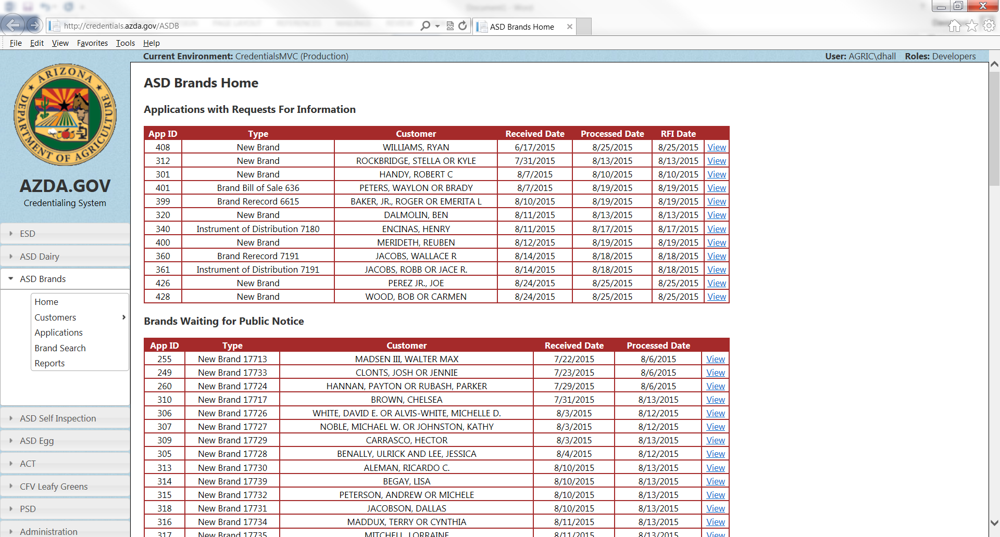 http://credentials.azda.gov/ASDB
ASD Brands Home
File Edit View Favorites Tools Help
Current Environment: CredentialsMVC (Production)
User: AGRIC\dhall Roles: Developers
ARIZONA
DEPARTMENT OF AGRICULTURE
AZDA.GOV
Credentialing System
ESD
ASD Dairy
ASD Brands
Home
Customers
Applications
Brand Search
Reports
ASD Self Inspection
ASD Egg
ACT
CFV Leafy Greens
PSD
Administration
ASD Brands Home
Applications with Requests For Information
App ID Type Customer Received Date Processed Date RFI Date
408 New Brand WILLIAMS, RYAN 6/17/2015 8/25/2015 8/25/2015 View
312 New Brand ROCKBRIDGE, STELLA OR KYLE 7/31/2015 8/13/2015 8/13/2015 View
301 New Brand HANDY, ROBERT C 8/7/2015 8/10/2015 8/10/2015 View
401 Brand Bill of Sale 636 PETERS, WAYLON OR BRADY 8/7/2015 8/19/2015 8/19/2015 View
399 Brand Rerecord 6615 BAKER, JR., ROGER OR EMERITA L 8/10/2015 8/19/2015 8/19/2015 View
320 New Brand DALMOLIN, BEN 8/11/2015 8/13/2015 8/13/2015 View
340 Instrument of Distribution 7180 ENCINAS, HENRY 8/11/2015 8/17/2015 8/17/2015 View
400 New Brand MERIDETH, REUBEN 8/12/2015 8/19/2015 8/19/2015 View
360 Brand Rerecord 7191 JACOBS, WALLACE R 8/14/2015 8/18/2015 8/18/2015 View
361 Instrument of Distribution 7191 JACOBS, ROBB OR JACE R. 8/14/2015 8/18/2015 8/18/2015 View
426 New Brand PEREZ JR., JOE 8/24/2015 8/25/2015 8/25/2015 View
428 New Brand WOOD, BOB OR CARMEN 8/24/2015 8/25/2015 8/25/2015 View
Brands Waiting for Public Notice
App ID Type Customer Received Date Processed Date
255 New Brand 17713 MADSEN III, WALTER MAX 7/22/2015 8/6/2015 View
249 New Brand 17733 CLONTS, JOSH OR JENNIE 7/23/2015 8/6/2015 View
260 New Brand 17724 HANNAN, PAYTON OR RUBASH, PARKER 7/29/2015 8/6/2015 View
310 New Brand 17717 BROWN, CHELSEA 7/31/2015 8/13/2015 View
306 New Brand 17726 WHITE, DAVID E. OR ALVIS-WHITE, MICHELLE D. 8/3/2015 8/12/2015 View
307 New Brand 17727 NOBLE, MICHAEL W. OR JOHNSTON, KATHY 8/3/2015 8/12/2015 View
309 New Brand 17729 CARRASCO, HECTOR 8/3/2015 8/13/2015 View
305 New Brand 17728 BENALLY, ULRICK AND LEE, JESSICA 8/4/2015 8/12/2015 View
313 New Brand 17730 ALEMAN, RICARDO C. 8/10/2015 8/13/2015 View
314 New Brand 17739 BEGAY, LISA 8/10/2015 8/13/2015 View
315 New Brand 17732 PETERSON, ANDREW OR MICHELE 8/10/2015 8/13/2015 View
318 New Brand 17731 JACOBSON, DALLAS 8/10/2015 8/13/2015 View
316 New Brand 17734 MADDUX, TERRY OR CYNTHIA 8/11/2015 8/13/2015 View
317 New Brand 17735 MITCHELL, LORRAINE 8/11/2015 8/13/2015 View